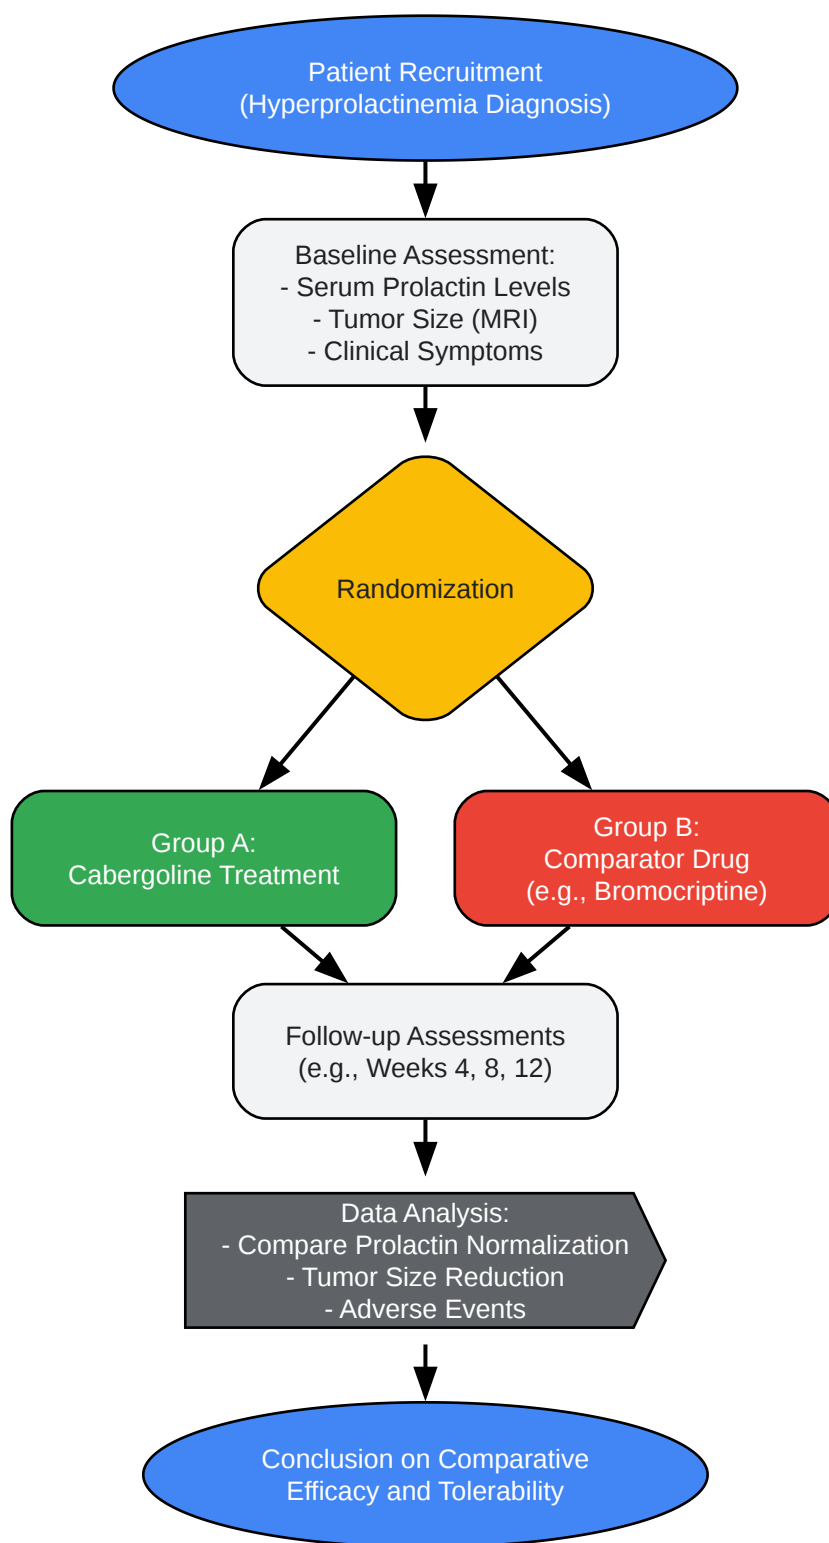 Patient Recruitment
(Hyperprolactinemia Diagnosis)
Baseline Assessment:
- Serum Prolactin Levels
- Tumor Size (MRI)
- Clinical Symptoms
Randomization
Group A:
Cabergoline Treatment
Group B:
Comparator Drug
(e.g., Bromocriptine)
Follow-up Assessments
(e.g., Weeks 4, 8, 12)
Data Analysis:
- Compare Prolactin Normalization
- Tumor Size Reduction
- Adverse Events
Conclusion on Comparative
Efficacy and Tolerability